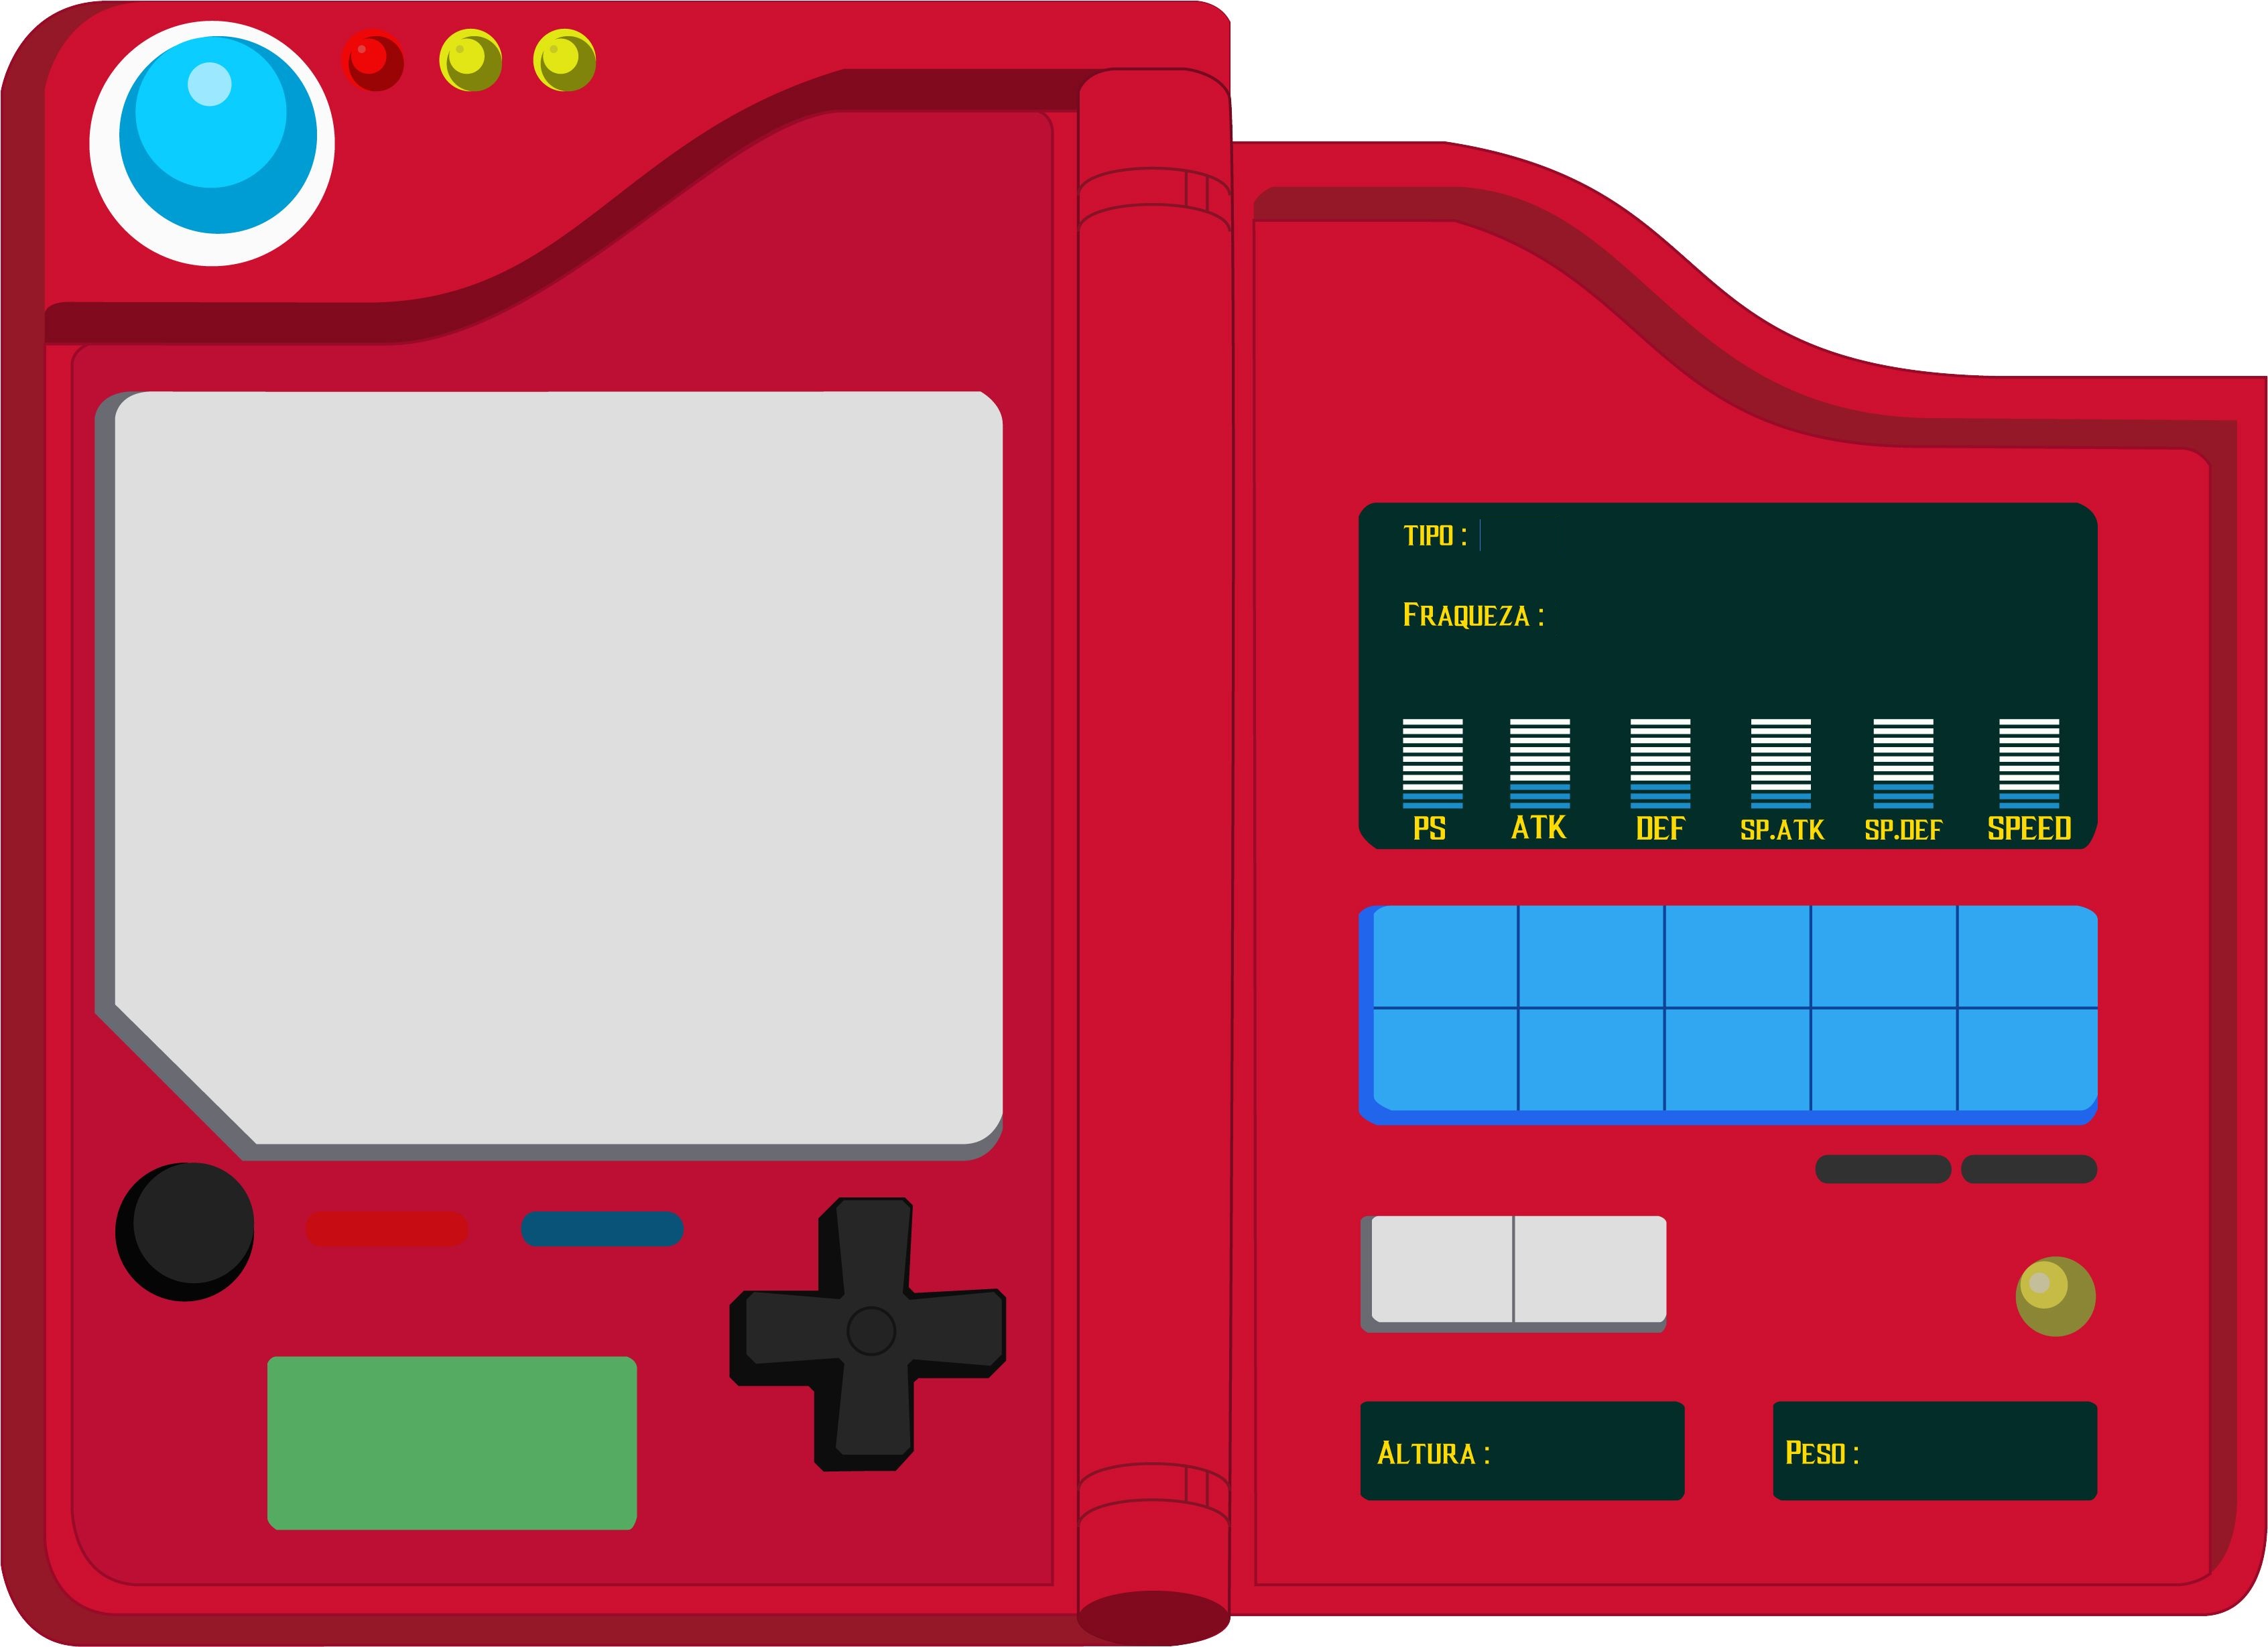 TIPO :
FRAQUEZA :
PS ATK DEF SP.ATK SP.DEF SPEED
ALTURA :
PESO :